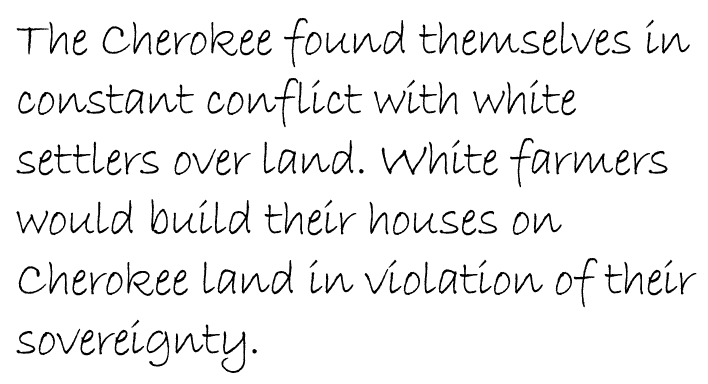 The Cherokee found themselves in
constant conflict with white
settlers over land. White farmers
would build their houses on
Cherokee land in violation of their
sovereignty.